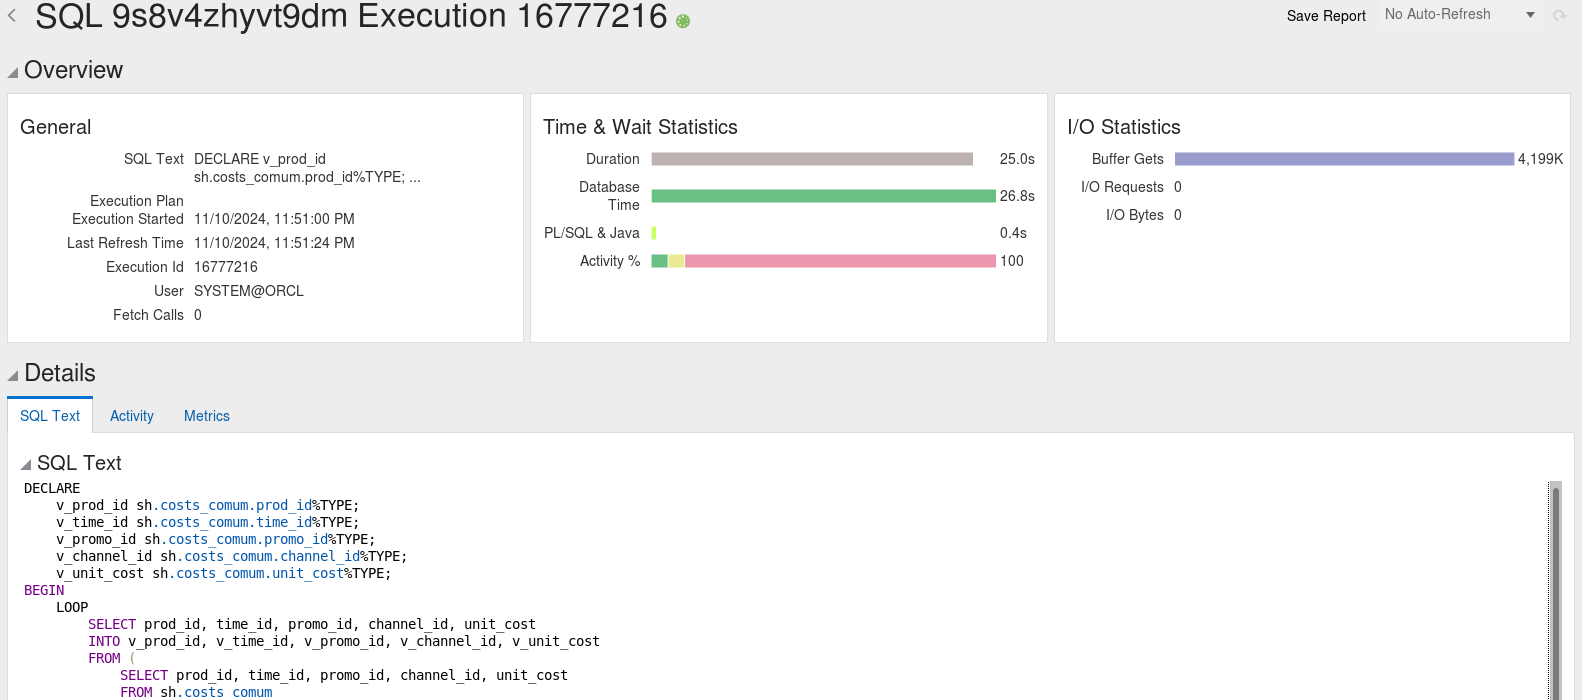 SQL 9s8v4zhyvt9dm Execution 16777216
Save Report
No Auto-Refresh
Overview
General
SQL Text DECLARE v_prod_id
sh.costs_comum.prod_id%TYPE; ...
Execution Plan
Execution Started 11/10/2024, 11:51:00 PM
Last Refresh Time 11/10/2024, 11:51:24 PM
Execution Id 16777216
User SYSTEM@ORCL
Fetch Calls 0
Time & Wait Statistics
Duration 25.0s
Database
Time 26.8s
PL/SQL & Java 0.4s
Activity % 100
I/O Statistics
Buffer Gets 4,199K
I/O Requests 0
I/O Bytes 0
Details
SQL Text Activity Metrics
SQL Text
DECLARE
    v_prod_id sh.costs_comum.prod_id%TYPE;
    v_time_id sh.costs_comum.time_id%TYPE;
    v_promo_id sh.costs_comum.promo_id%TYPE;
    v_channel_id sh.costs_comum.channel_id%TYPE;
    v_unit_cost sh.costs_comum.unit_cost%TYPE;
BEGIN
    LOOP
        SELECT prod_id, time_id, promo_id, channel_id, unit_cost
        INTO v_prod_id, v_time_id, v_promo_id, v_channel_id, v_unit_cost
        FROM (
            SELECT prod_id, time_id, promo_id, channel_id, unit_cost
            FROM sh.costs_comum